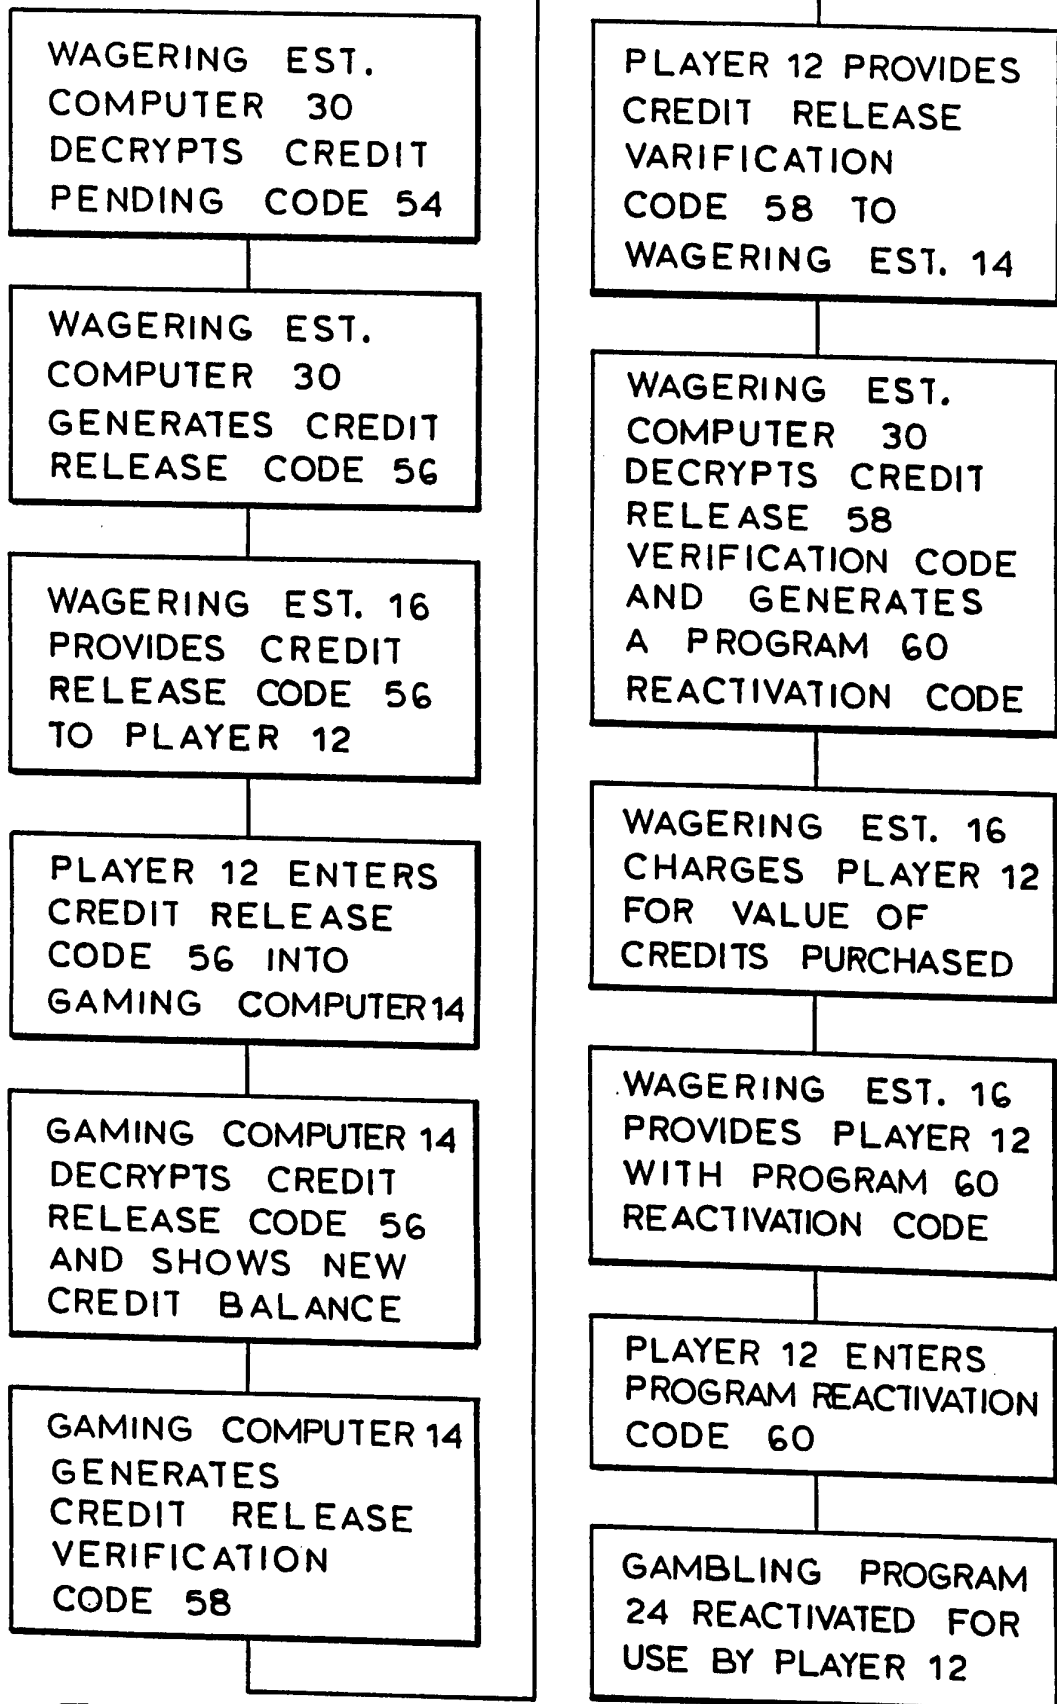 WAGERING EST.
COMPUTER 30
DECRYPTS CREDIT
PENDING CODE 54
WAGERING EST.
COMPUTER 30
GENERATES CREDIT
RELEASE CODE 56
WAGERING EST. 16
PROVIDES CREDIT
RELEASE CODE 56
TO PLAYER 12
PLAYER 12 ENTERS
CREDIT RELEASE
CODE 56 INTO
GAMING COMPUTER 14
GAMING COMPUTER 14
DECRYPTS CREDIT
RELEASE CODE 56
AND SHOWS NEW
CREDIT BALANCE
GAMING COMPUTER 14
GENERATES
CREDIT RELEASE
VERIFICATION
CODE 58
PLAYER 12 PROVIDES
CREDIT RELEASE
VARIFICATION
CODE 58 TO
WAGERING EST. 14
WAGERING EST.
COMPUTER 30
DECRYPTS CREDIT
RELEASE 58
VERIFICATION CODE
AND GENERATES
A PROGRAM 60
REACTIVATION CODE
WAGERING EST. 16
CHARGES PLAYER 12
FOR VALUE OF
CREDITS PURCHASED
WAGERING EST. 16
PROVIDES PLAYER 12
WITH PROGRAM 60
REACTIVATION CODE
PLAYER 12 ENTERS
PROGRAM REACTIVATION
CODE 60
GAMBLING PROGRAM
24 REACTIVATED FOR
USE BY PLAYER 12